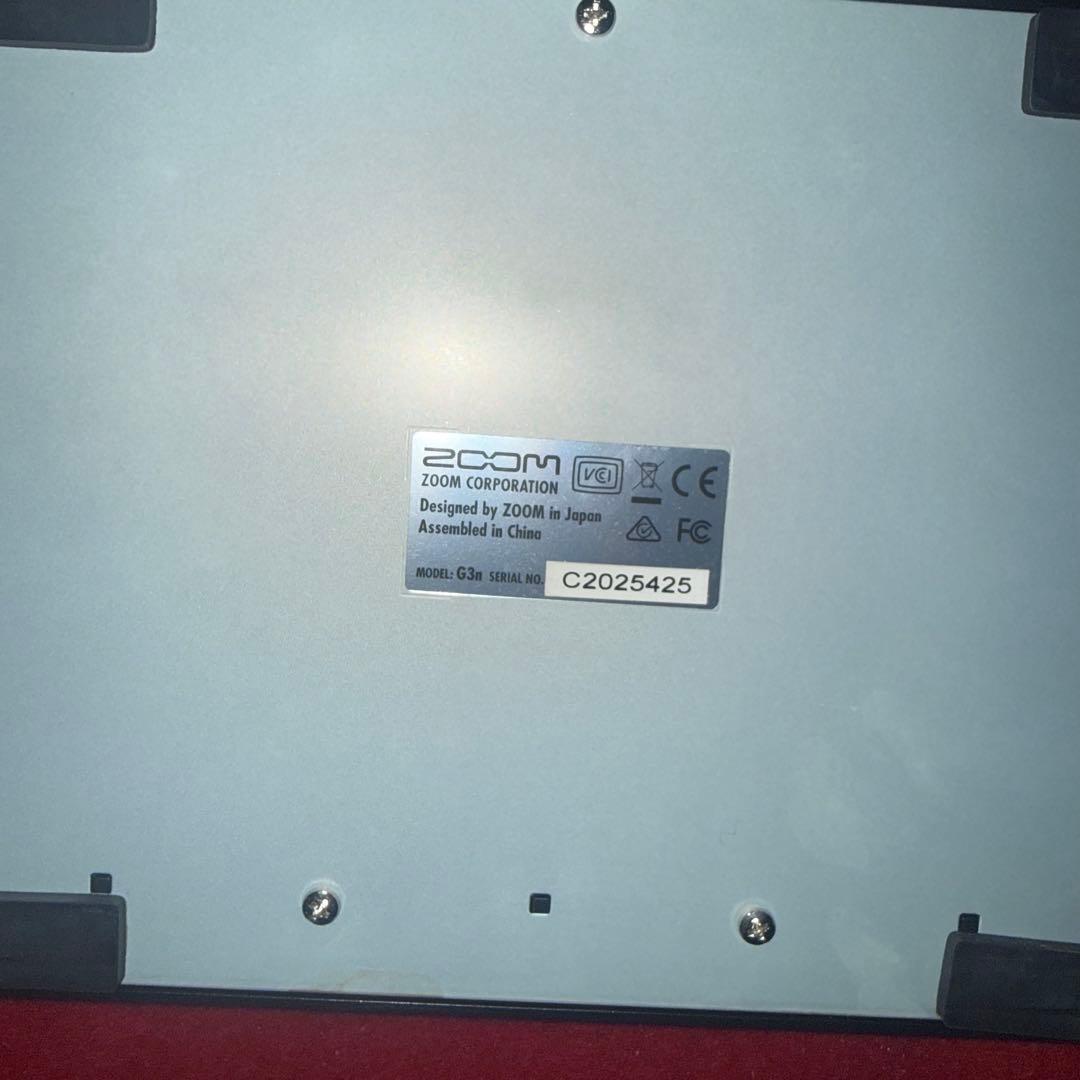 ZOOM
ZOOM CORPORATION
VCI
CE
Designed by ZOOM in Japan
Assembled in China
FC
MODEL: G3n SERIAL NO. C2025425